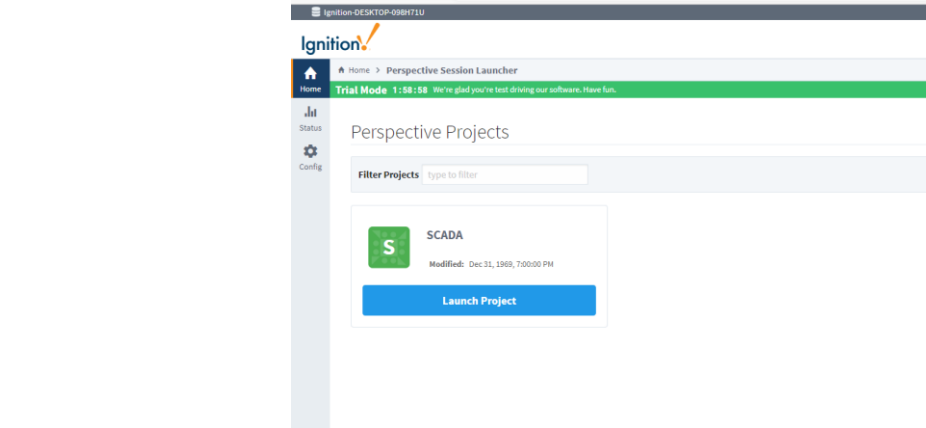 Ignition-DESKTOP-098H71U
Ignition!
Home > Perspective Session Launcher
Home
Trial Mode 1:58:58 We're glad you're test driving our software. Have fun.
Status
Perspective Projects
Config
Filter Projects type to filter
S
SCADA
Modified: Dec 31, 1969, 7:00:00 PM
Launch Project